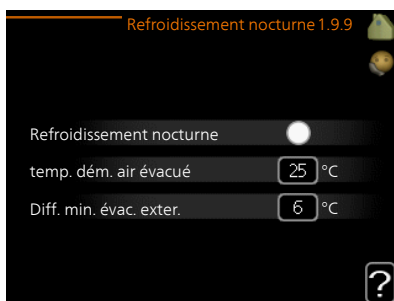 Refroidissement nocturne 1.9.9
Refroidissement nocturne
temp. dém. air évacué 25 °C
Diff. min. évac. exter. 6 °C
?